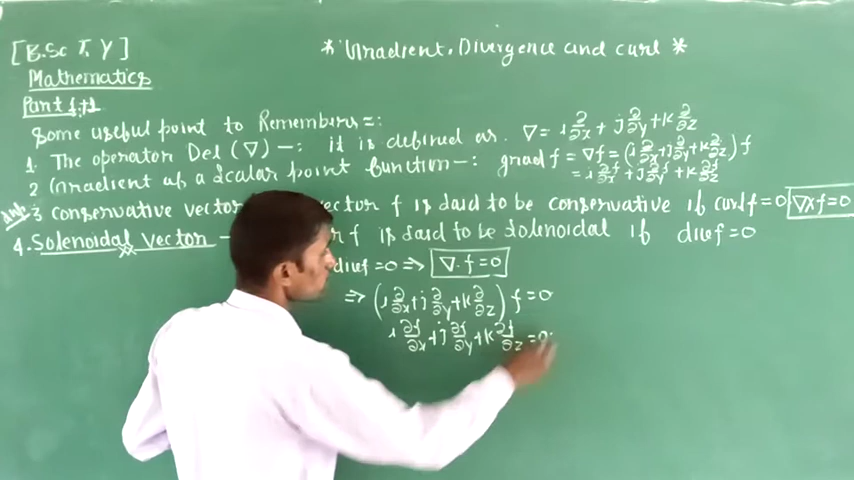 [B.Sc T.Y]
* Gradient, Divergence and curl *
Mathematics
Part 1.1
Some useful point to Remembers =:
1. The operator Del (∇) -: it is defined as. ∇ = i ∂/∂x + j ∂/∂y + k ∂/∂z
2 Gradient of a Scalar point function -: grad f = ∇f = (i ∂/∂x + j ∂/∂y + k ∂/∂z) f
= i ∂f/∂x + j ∂f/∂y + k ∂f/∂z
3 conservative vector vector f is said to be conservative if curl f = 0 ∇×f = 0
4. Solenoidal vector - f is said to be Solenoidal if div f = 0
div f = 0 ⇒ ∇·f = 0
⇒ (i ∂/∂x + j ∂/∂y + k ∂/∂z) f = 0
i ∂f/∂x + j ∂f/∂y + k ∂f/∂z = 0